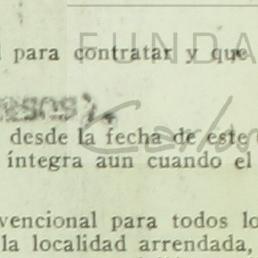 FUNDA
para contratar y que
desde la fecha de este
íntegra aun cuando el
vencional para todos lo
la localidad arrendada,